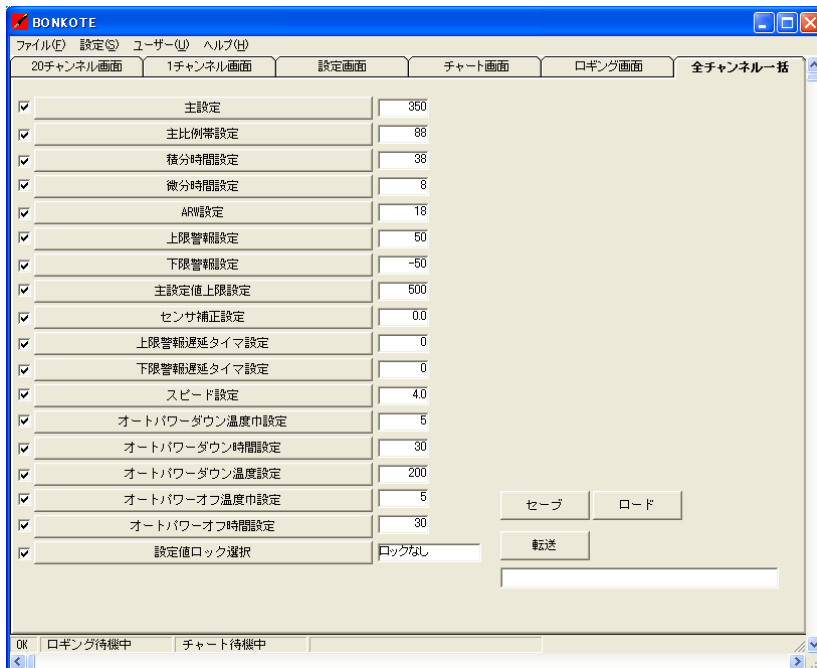 BONKOTE
ファイル(F) 設定(S) ユーザー(U) ヘルプ(H)
20チャンネル画面 1チャンネル画面 設定画面 チャート画面 ロギング画面 全チャンネル一括
主設定 350
主比例帯設定 88
積分時間設定 38
微分時間設定 8
ARW設定 18
上限警報設定 50
下限警報設定 -50
主設定値上限設定 500
センサ補正設定 0.0
上限警報遅延タイマ設定 0
下限警報遅延タイマ設定 0
スピード設定 4.0
オートパワーダウン温度巾設定 5
オートパワーダウン時間設定 30
オートパワーダウン温度設定 200
オートパワーオフ温度巾設定 5
セーブ ロード
オートパワーオフ時間設定 30
設定値ロック選択 ロックなし
転送
OK ロギング待機中 チャート待機中